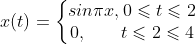 x(t) = { sinπx, 0 ⩽ t ⩽ 2
0, t ⩽ 2 ⩽ 4